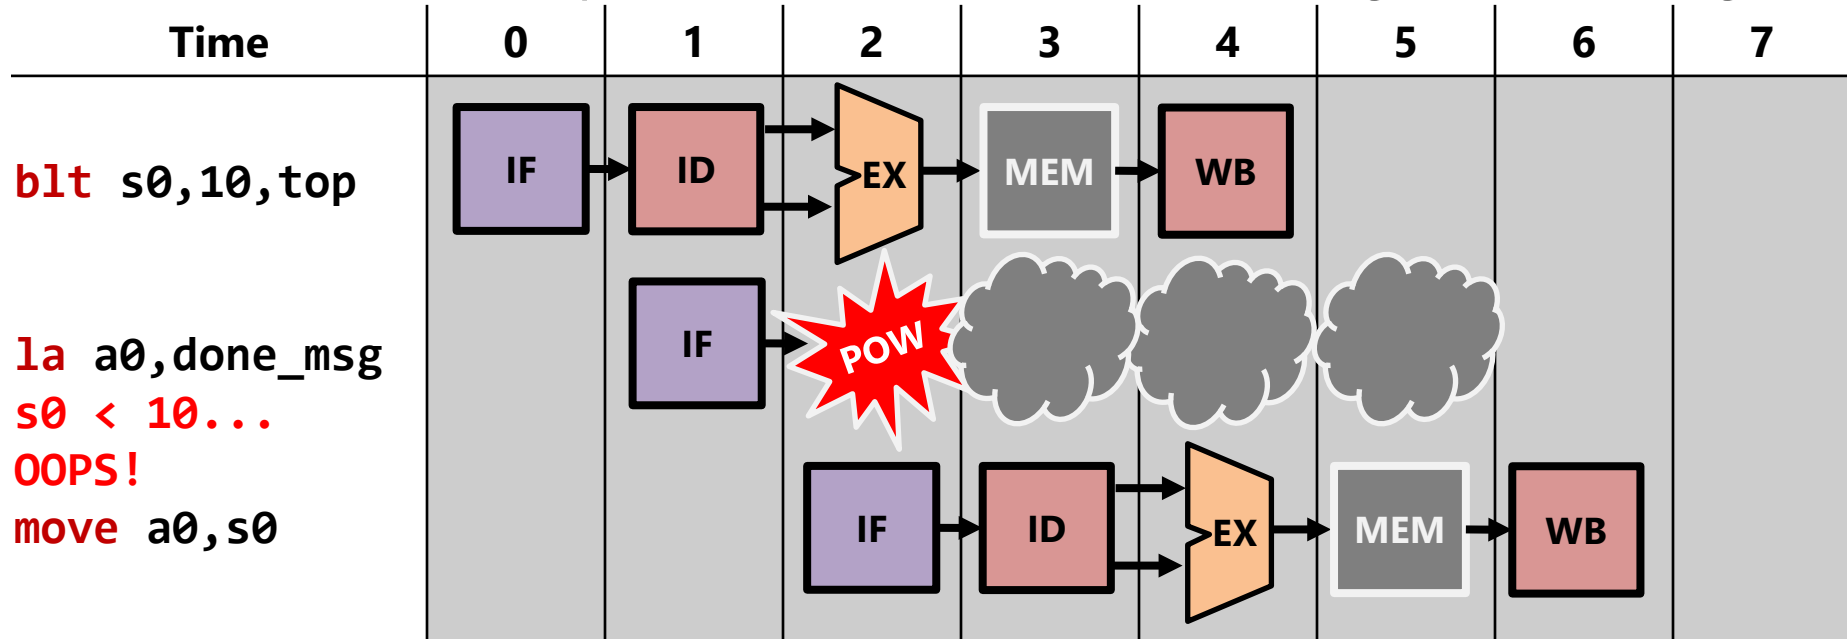 Time 0 1 2 3 4 5 6 7
blt s0,10,top IF ID EX MEM WB
la a0,done_msg IF POW
s0 < 10...
OOPS!
move a0,s0 IF ID EX MEM WB